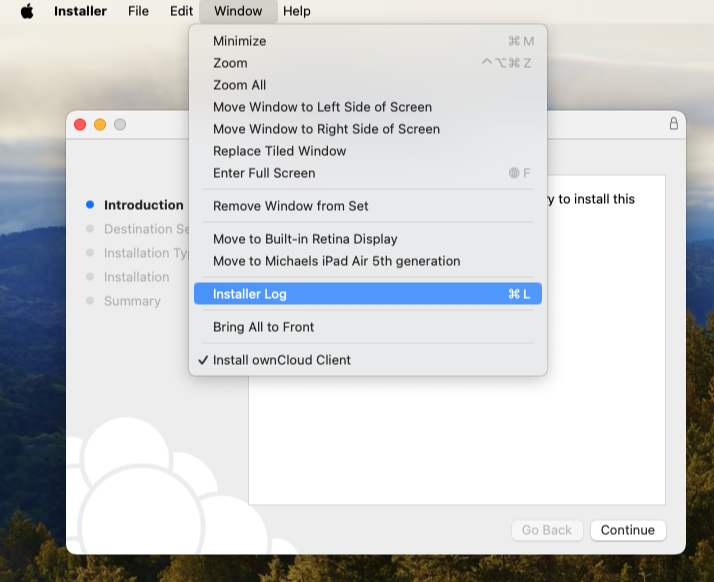 Installer File Edit Window Help
Minimize ⌘ M
Zoom ^⌥⌘ Z
Zoom All
Move Window to Left Side of Screen
Move Window to Right Side of Screen
Replace Tiled Window
Enter Full Screen 🌐 F
Remove Window from Set
Move to Built-in Retina Display
Move to Michaels iPad Air 5th generation
Installer Log ⌘ L
Bring All to Front
✓ Install ownCloud Client
y to install this
Introduction
Destination Se
Installation Ty
Installation
Summary
Go Back Continue